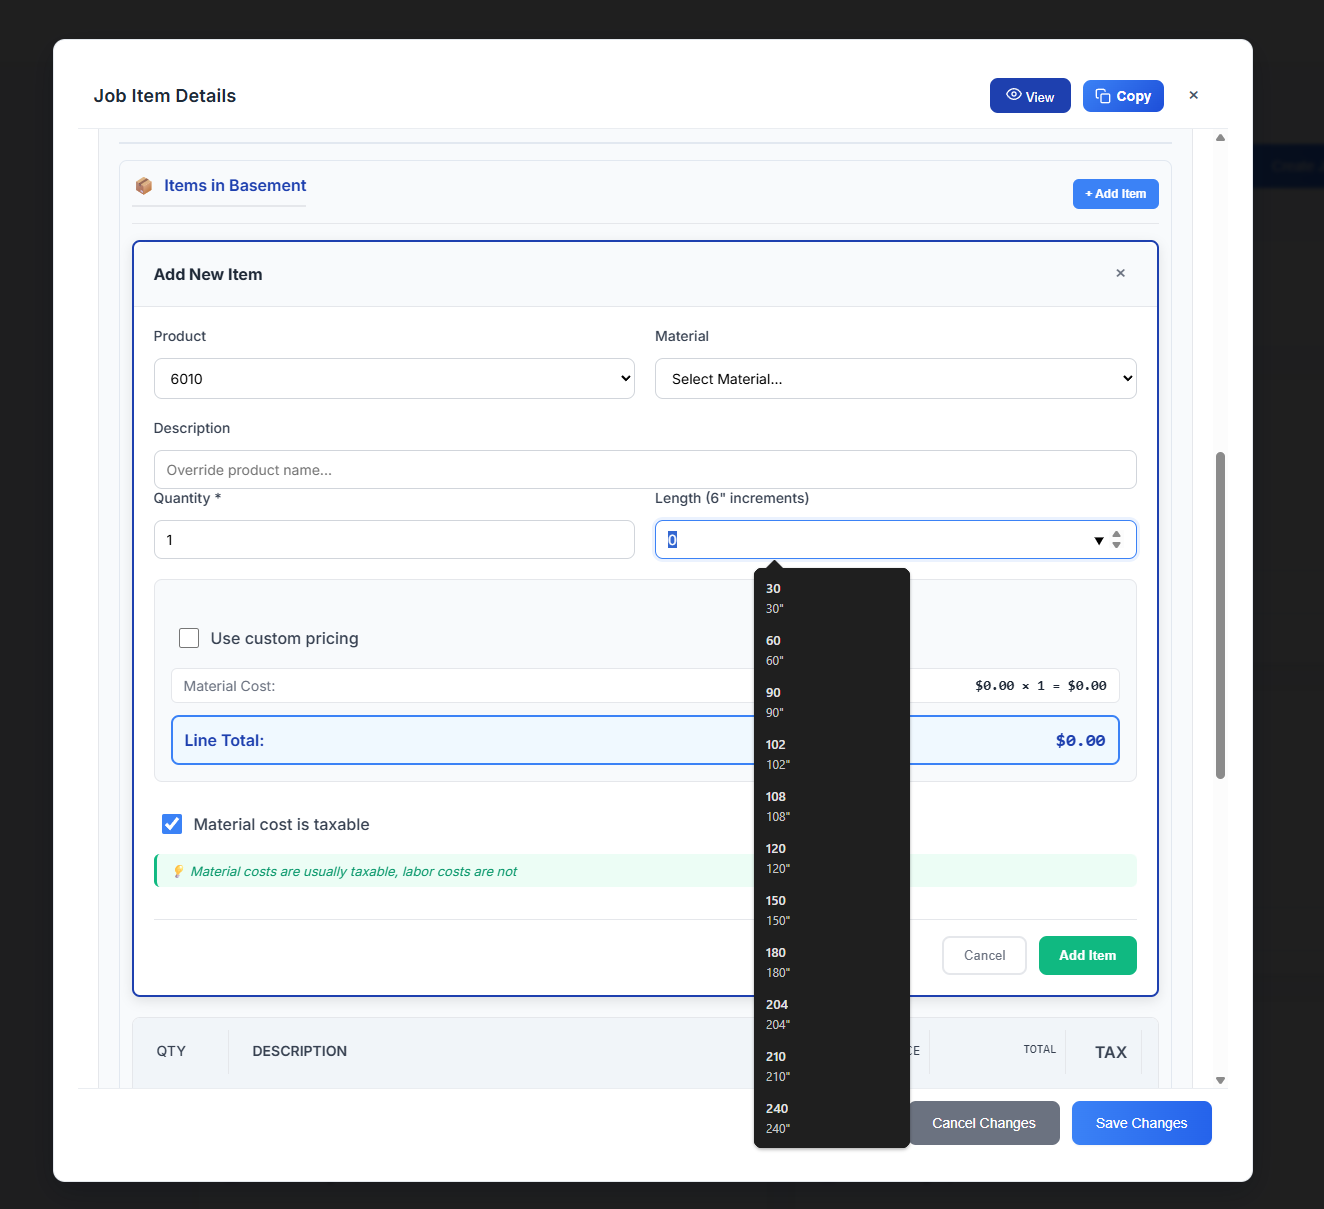 Job Item Details
View
Copy
×
Items in Basement
+ Add Item
Add New Item
×
Product
Material
6010
Select Material...
Description
Override product name...
Quantity *
Length (6" increments)
1
0
30
30"
60
60"
90
90"
102
102"
108
108"
120
120"
150
150"
180
180"
204
204"
210
210"
240
240"
Use custom pricing
Material Cost:
$0.00 × 1 = $0.00
Line Total:
$0.00
Material cost is taxable
Material costs are usually taxable, labor costs are not
Cancel
Add Item
QTY
DESCRIPTION
CE
TOTAL
TAX
Cancel Changes
Save Changes